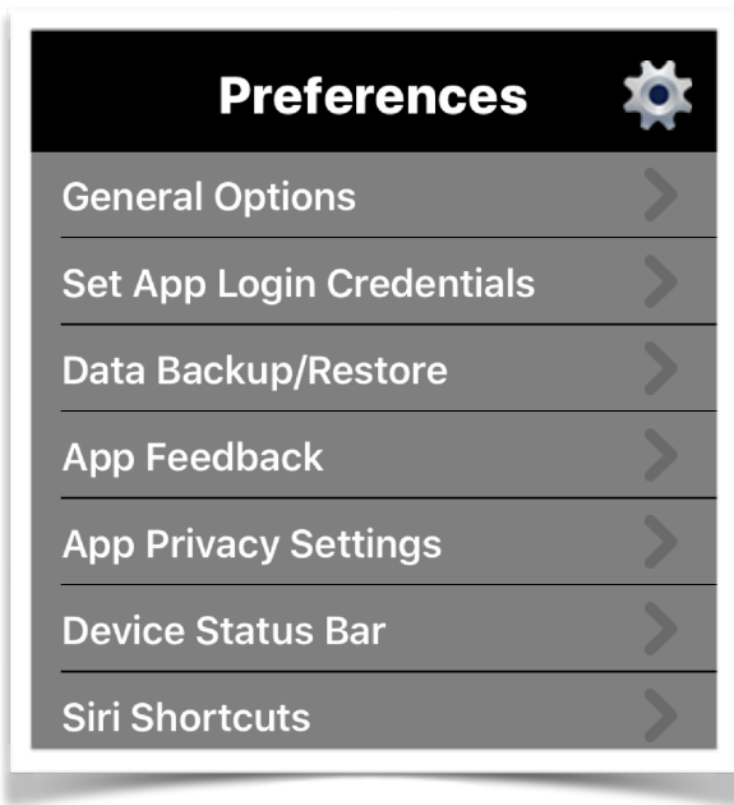 Preferences
General Options
Set App Login Credentials
Data Backup/Restore
App Feedback
App Privacy Settings
Device Status Bar
Siri Shortcuts